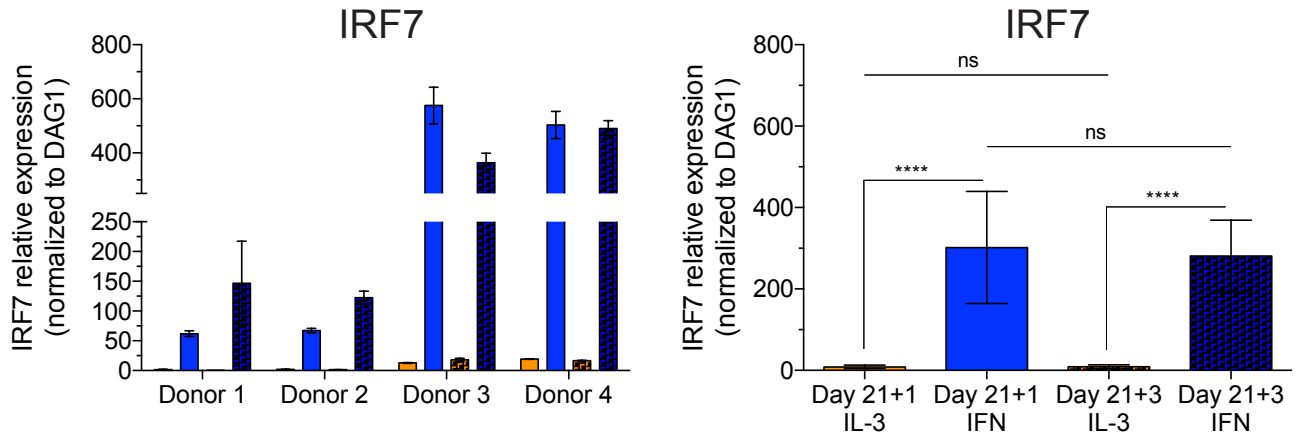 IRF7
IRF7 relative expression
(normalized to DAG1)
800
600
400
250
200
150
100
50
0
Donor 1
Donor 2
Donor 3
Donor 4
IRF7
IRF7 relative expression
(normalized to DAG1)
800
600
400
200
0
ns
ns
****
****
Day 21+1
IL-3
Day 21+1
IFN
Day 21+3
IL-3
Day 21+3
IFN